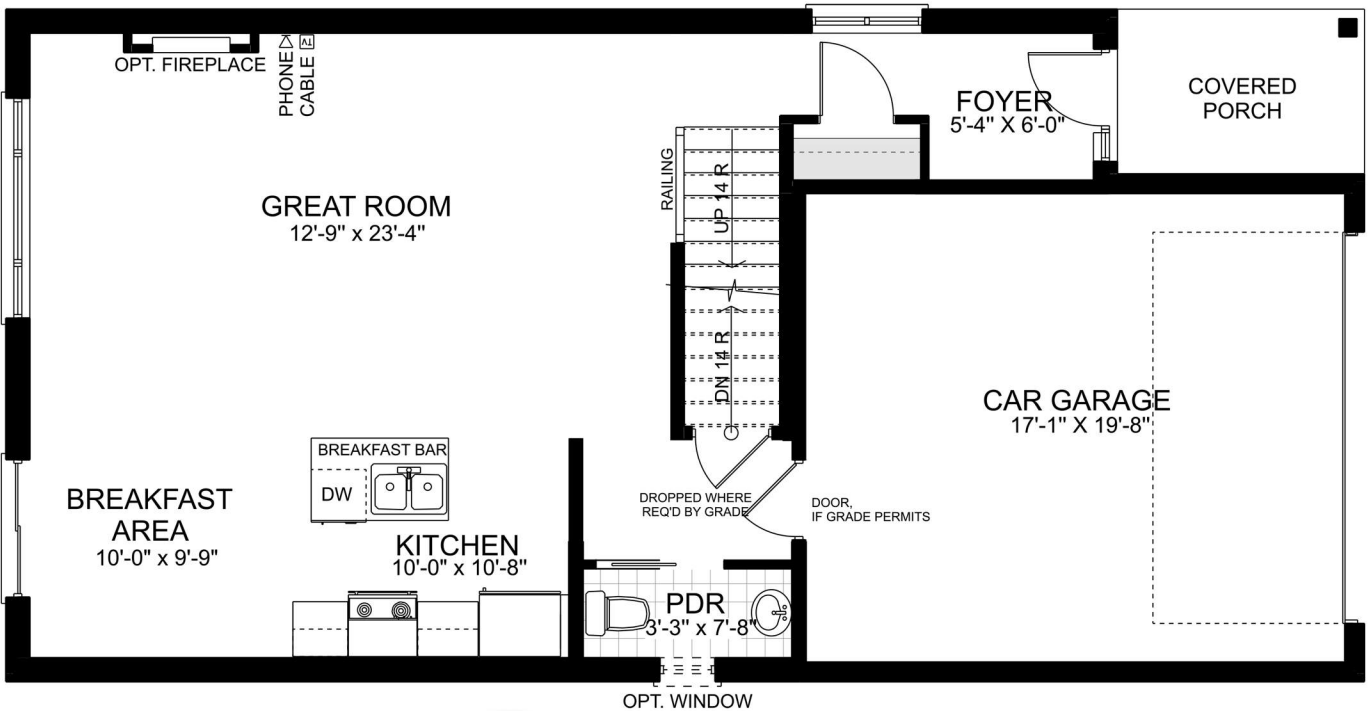 OPT. FIREPLACE
PHONE
CABLE
FOYER
5'-4" X 6'-0"
COVERED
PORCH
GREAT ROOM
12'-9" x 23'-4"
RAILING
UP 14 R
DN 14 R
CAR GARAGE
17'-1" X 19'-8"
BREAKFAST BAR
DW
BREAKFAST
AREA
10'-0" x 9'-9"
KITCHEN
10'-0" x 10'-8"
DROPPED WHERE
REQ'D BY GRADE
DOOR,
IF GRADE PERMITS
PDR
3'-3" x 7'-8"
OPT. WINDOW